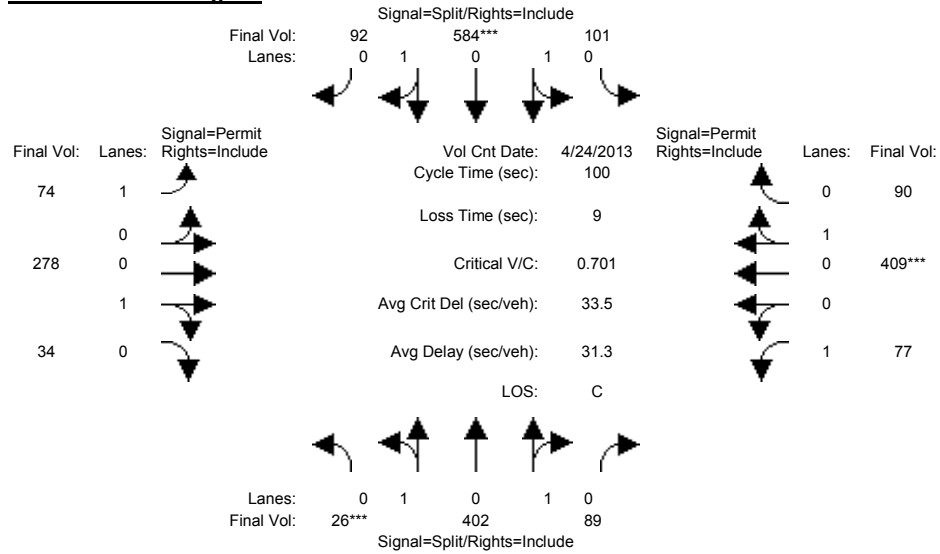 Signal=Split/Rights=Include
Final Vol: 92 584*** 101
Lanes: 0 1 0 1 0
Signal=Permit
Final Vol: Lanes: Rights=Include
Vol Cnt Date: 4/24/2013
Signal=Permit
Rights=Include Lanes: Final Vol:
Cycle Time (sec): 100
74 1
0 90
Loss Time (sec): 9
0
1
278 0
Critical V/C: 0.701
0 409***
1
Avg Crit Del (sec/veh): 33.5
0
34 0
Avg Delay (sec/veh): 31.3
1 77
LOS: C
Lanes: 0 1 0 1 0
Final Vol: 26*** 402 89
Signal=Split/Rights=Include